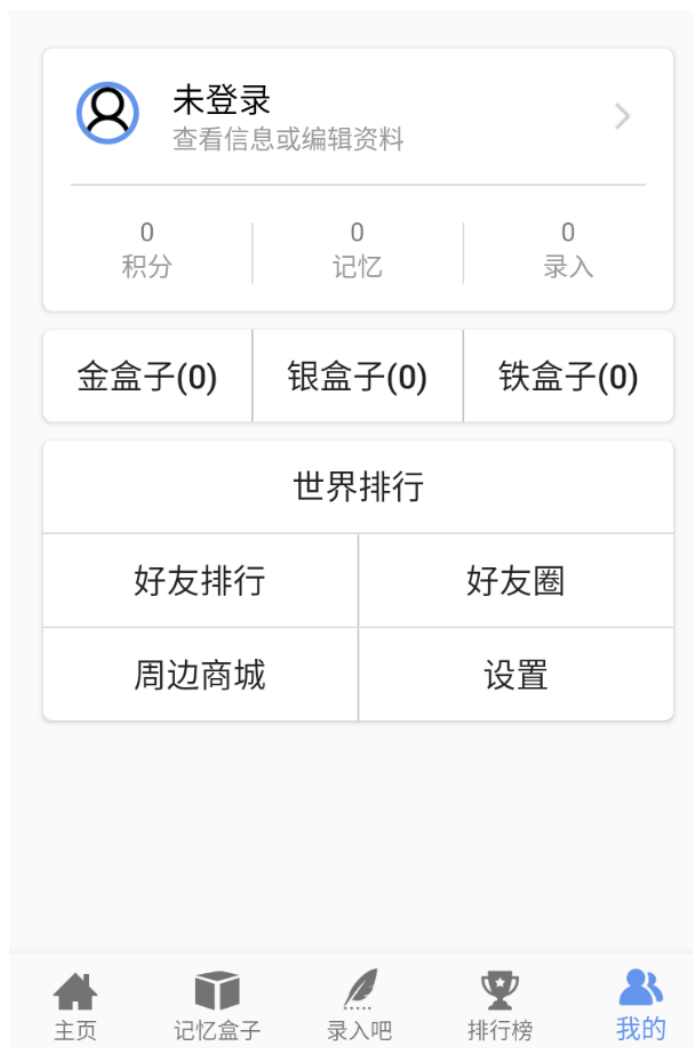 未登录
查看信息或编辑资料
0 0 0
积分 记忆 录入
金盒子(0) 银盒子(0) 铁盒子(0)
世界排行
好友排行 好友圈
周边商城 设置
主页 记忆盒子 录入吧 排行榜 我的